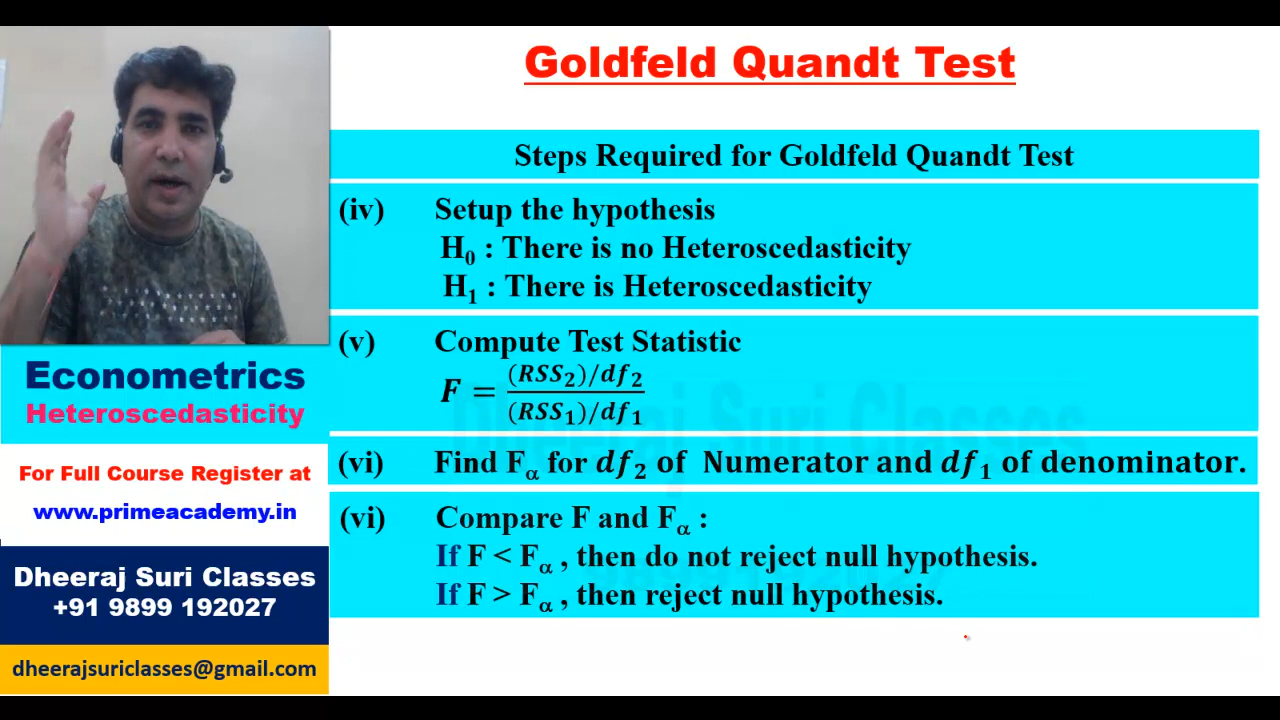 Goldfeld Quandt Test
Steps Required for Goldfeld Quandt Test
(iv) Setup the hypothesis
H₀ : There is no Heteroscedasticity
H₁ : There is Heteroscedasticity
(v) Compute Test Statistic
F = (RSS₂)/df₂
(RSS₁)/df₁
(vi) Find Fα for df₂ of Numerator and df₁ of denominator.
(vi) Compare F and Fα :
If F < Fα , then do not reject null hypothesis.
If F > Fα , then reject null hypothesis.
Econometrics
Heteroscedasticity
For Full Course Register at
www.primeacademy.in
Dheeraj Suri Classes
+91 9899 192027
dheerajsuriclasses@gmail.com
Dheeraj Suri Classes
9899192027